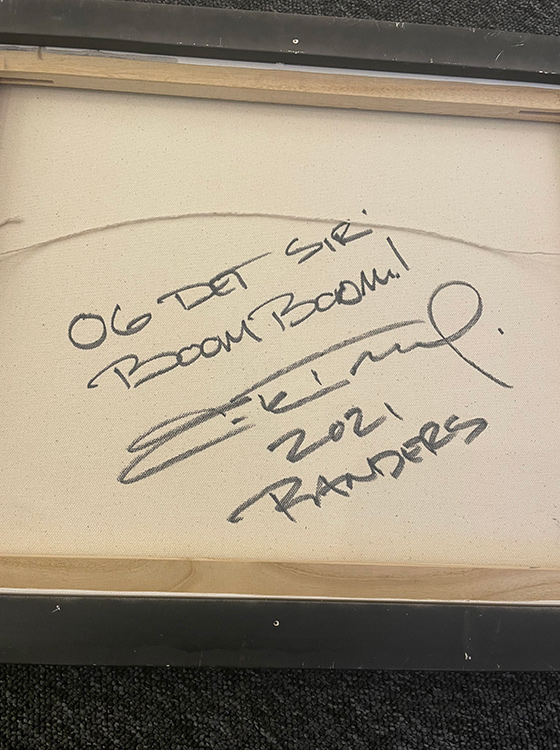 OG DET SIR'
BOOM BOOM!
2021
RANDERS